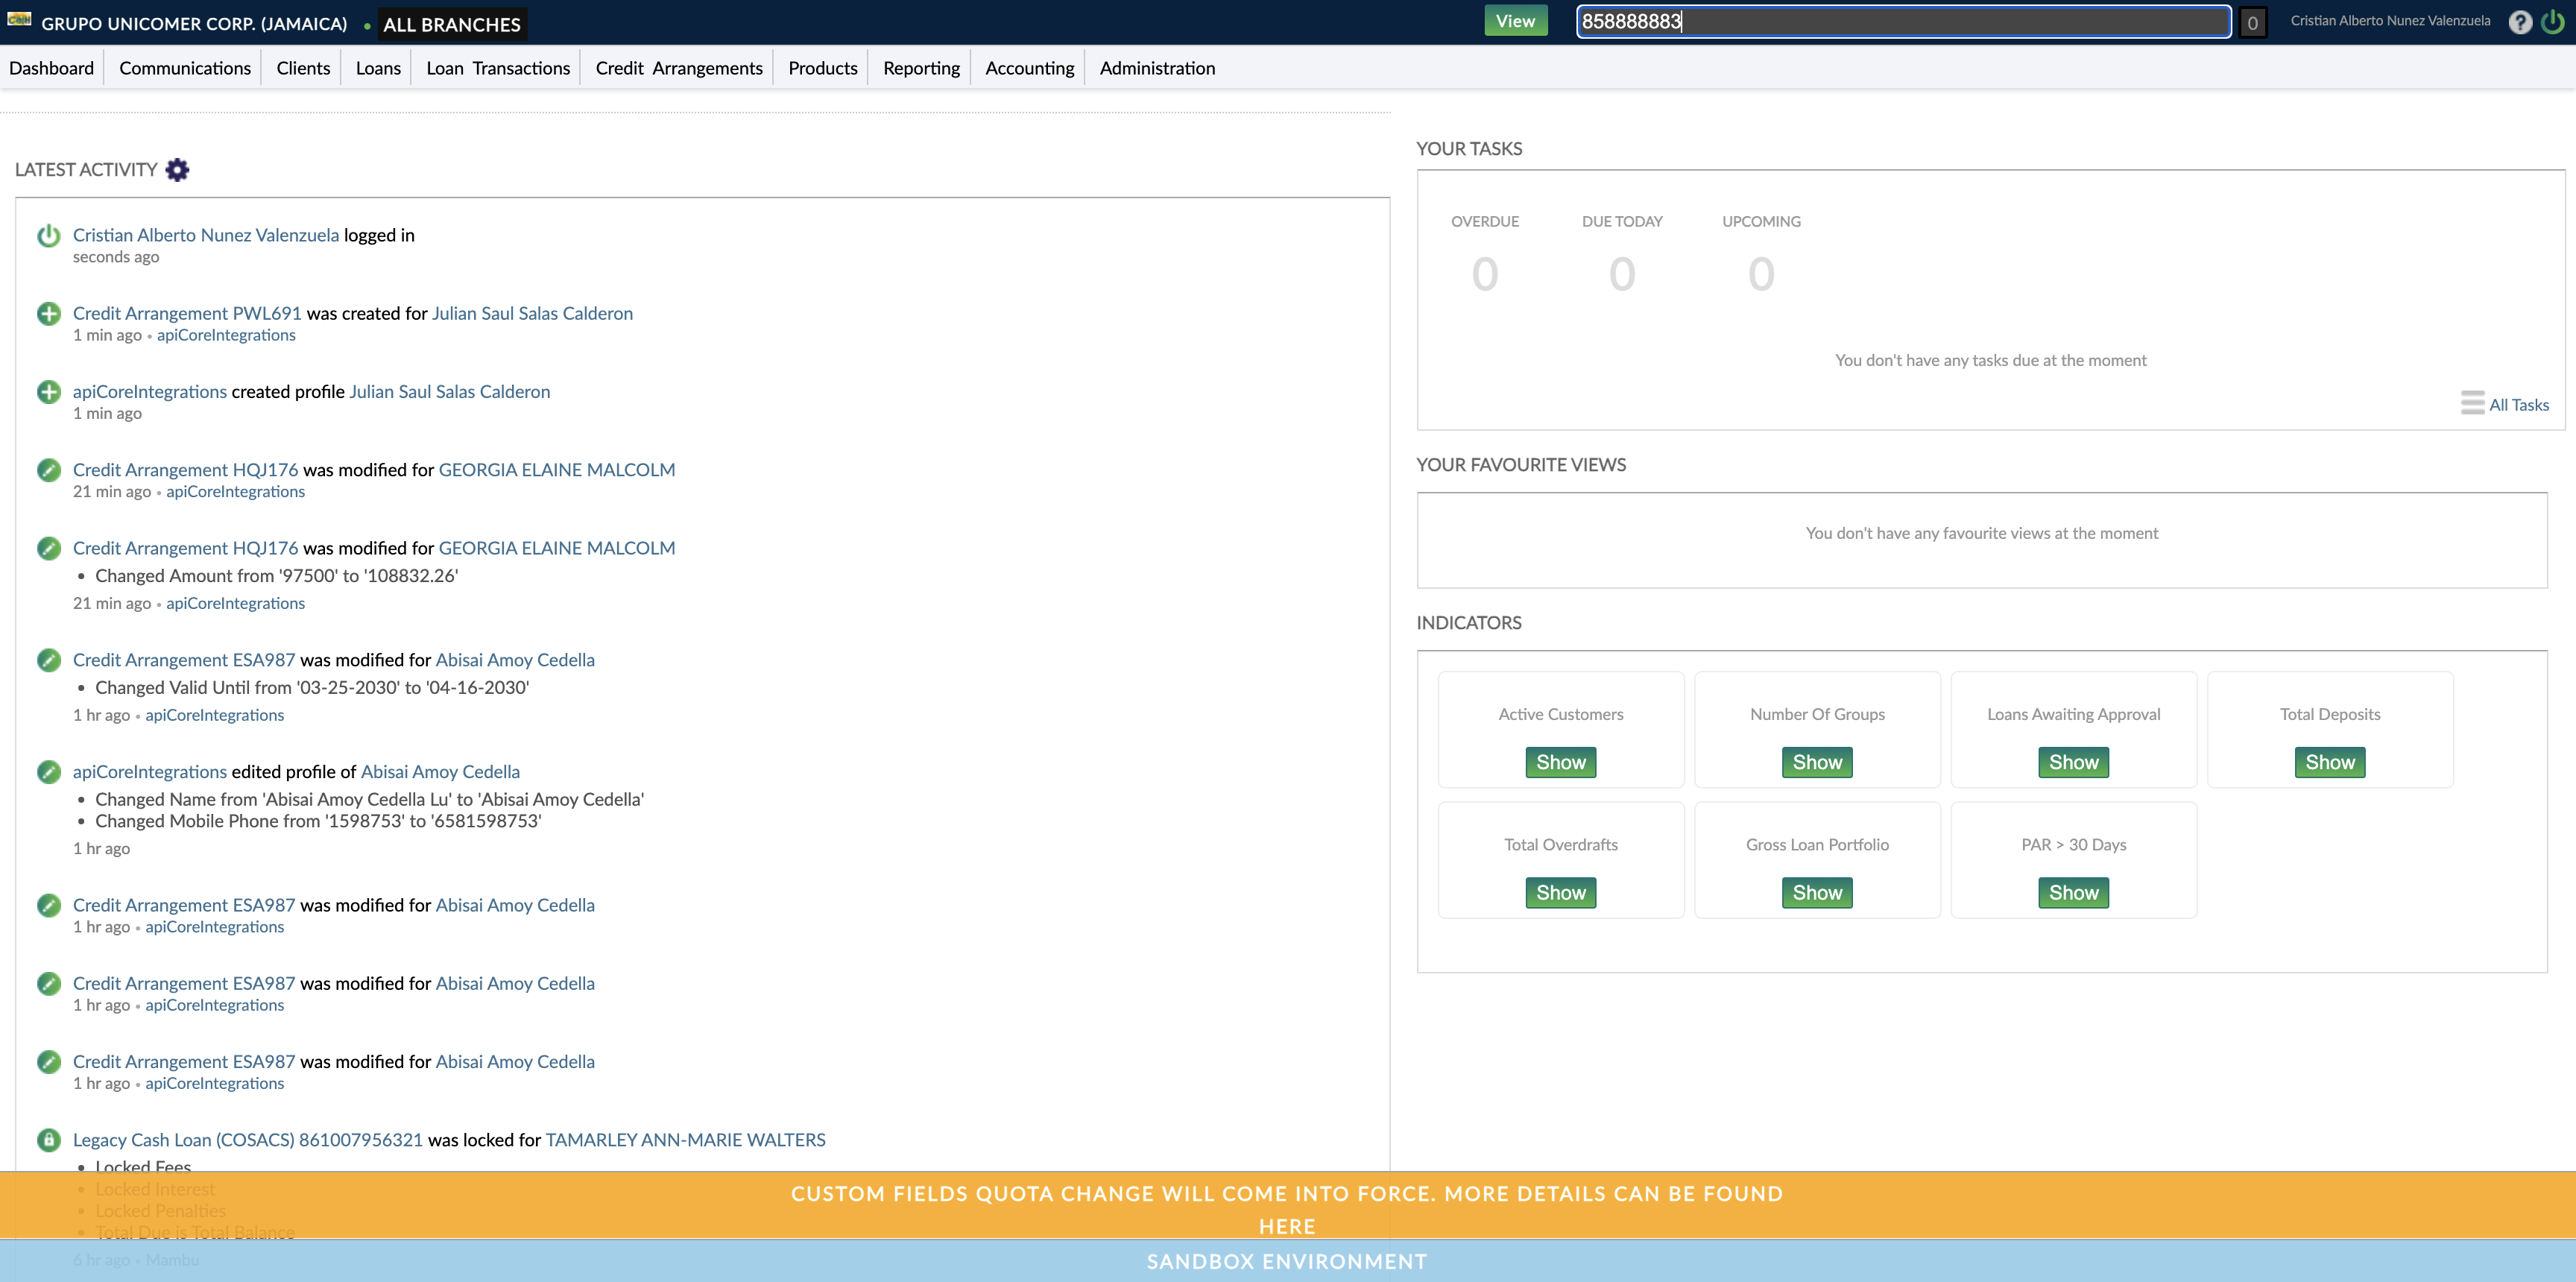 GRUPO UNICOMER CORP. (JAMAICA) • ALL BRANCHES
View
858888883
0
Cristian Alberto Nunez Valenzuela
?
Dashboard
Communications
Clients
Loans
Loan Transactions
Credit Arrangements
Products
Reporting
Accounting
Administration
LATEST ACTIVITY
Cristian Alberto Nunez Valenzuela logged in
seconds ago
Credit Arrangement PWL691 was created for Julian Saul Salas Calderon
1 min ago • apiCoreIntegrations
apiCoreIntegrations created profile Julian Saul Salas Calderon
1 min ago
Credit Arrangement HQJ176 was modified for GEORGIA ELAINE MALCOLM
21 min ago • apiCoreIntegrations
Credit Arrangement HQJ176 was modified for GEORGIA ELAINE MALCOLM
• Changed Amount from '97500' to '108832.26'
21 min ago • apiCoreIntegrations
Credit Arrangement ESA987 was modified for Abisai Amoy Cedella
• Changed Valid Until from '03-25-2030' to '04-16-2030'
1 hr ago • apiCoreIntegrations
apiCoreIntegrations edited profile of Abisai Amoy Cedella
• Changed Name from 'Abisai Amoy Cedella Lu' to 'Abisai Amoy Cedella'
• Changed Mobile Phone from '1598753' to '6581598753'
1 hr ago
Credit Arrangement ESA987 was modified for Abisai Amoy Cedella
1 hr ago • apiCoreIntegrations
Credit Arrangement ESA987 was modified for Abisai Amoy Cedella
1 hr ago • apiCoreIntegrations
Credit Arrangement ESA987 was modified for Abisai Amoy Cedella
1 hr ago • apiCoreIntegrations
Legacy Cash Loan (COSACS) 861007956321 was locked for TAMARLEY ANN-MARIE WALTERS
• Locked Fees
• Locked Interest
• Locked Penalties
• Total Due is Total Balance
6 hr ago • Mambu
YOUR TASKS
OVERDUE
DUE TODAY
UPCOMING
0
0
0
You don't have any tasks due at the moment
All Tasks
YOUR FAVOURITE VIEWS
You don't have any favourite views at the moment
INDICATORS
Active Customers
Show
Number Of Groups
Show
Loans Awaiting Approval
Show
Total Deposits
Show
Total Overdrafts
Show
Gross Loan Portfolio
Show
PAR > 30 Days
Show
CUSTOM FIELDS QUOTA CHANGE WILL COME INTO FORCE. MORE DETAILS CAN BE FOUND
HERE
SANDBOX ENVIRONMENT